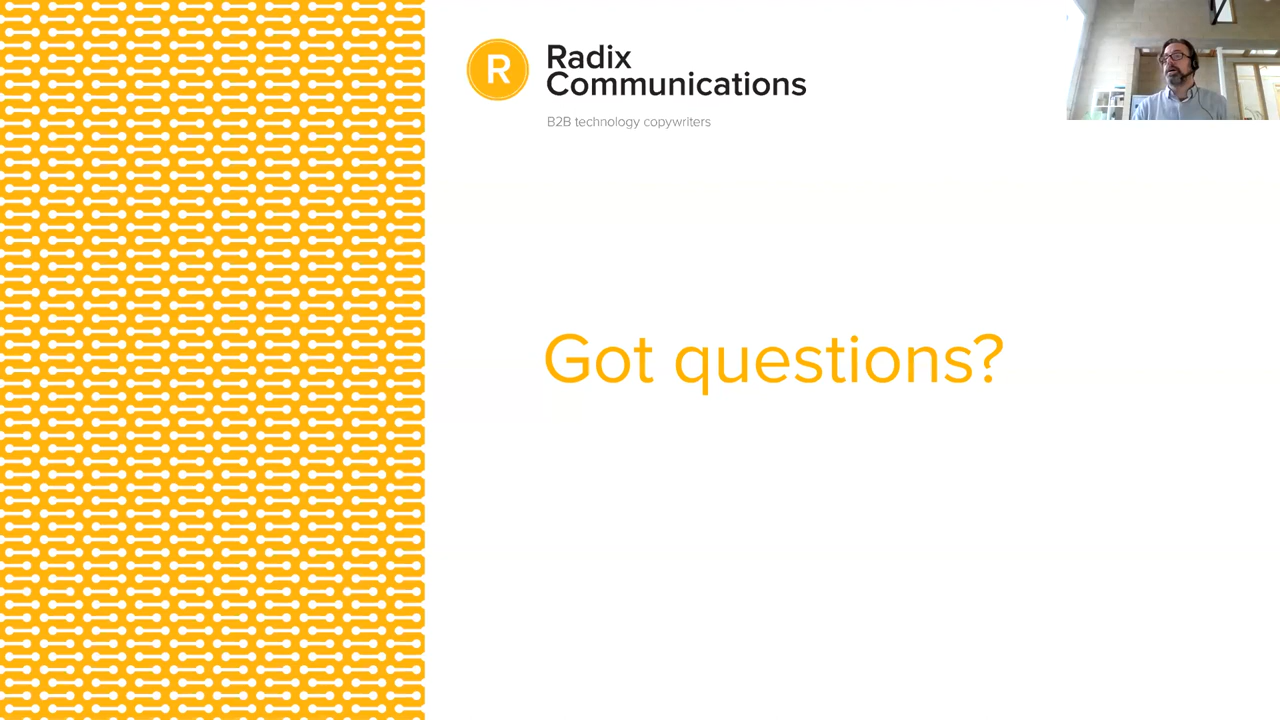 R
Radix
Communications
B2B technology copywriters
Got questions?